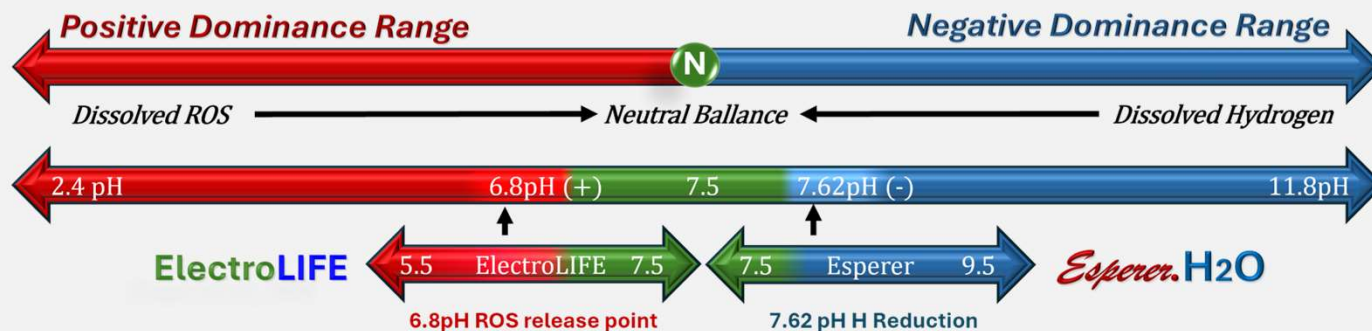 Positive Dominance Range Negative Dominance Range
N
Dissolved ROS Neutral Ballance Dissolved Hydrogen
2.4 pH 6.8pH (+) 7.5 7.62pH (-) 11.8pH
ElectroLIFE 5.5 ElectroLIFE 7.5 7.5 Esperer 9.5 Esperer.H2O
6.8pH ROS release point 7.62 pH H Reduction